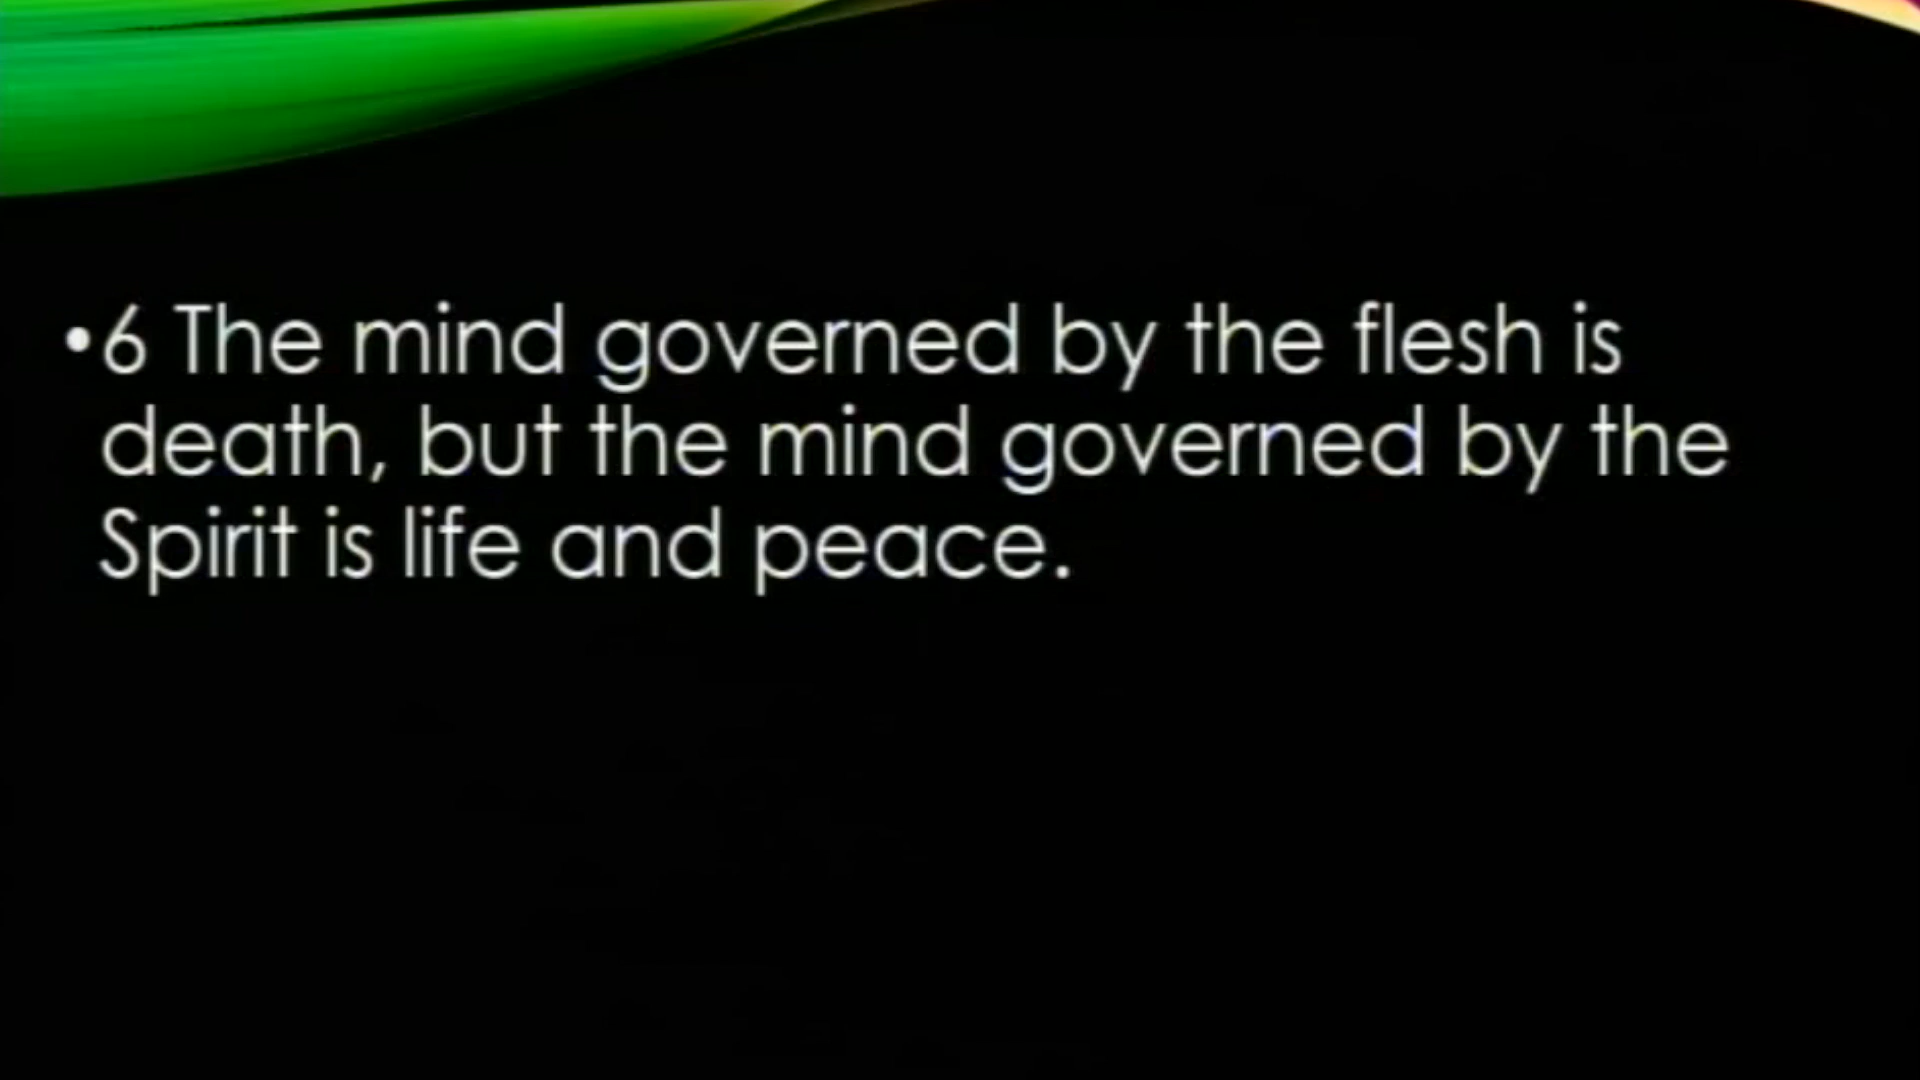 •6 The mind governed by the flesh is
death, but the mind governed by the
Spirit is life and peace.